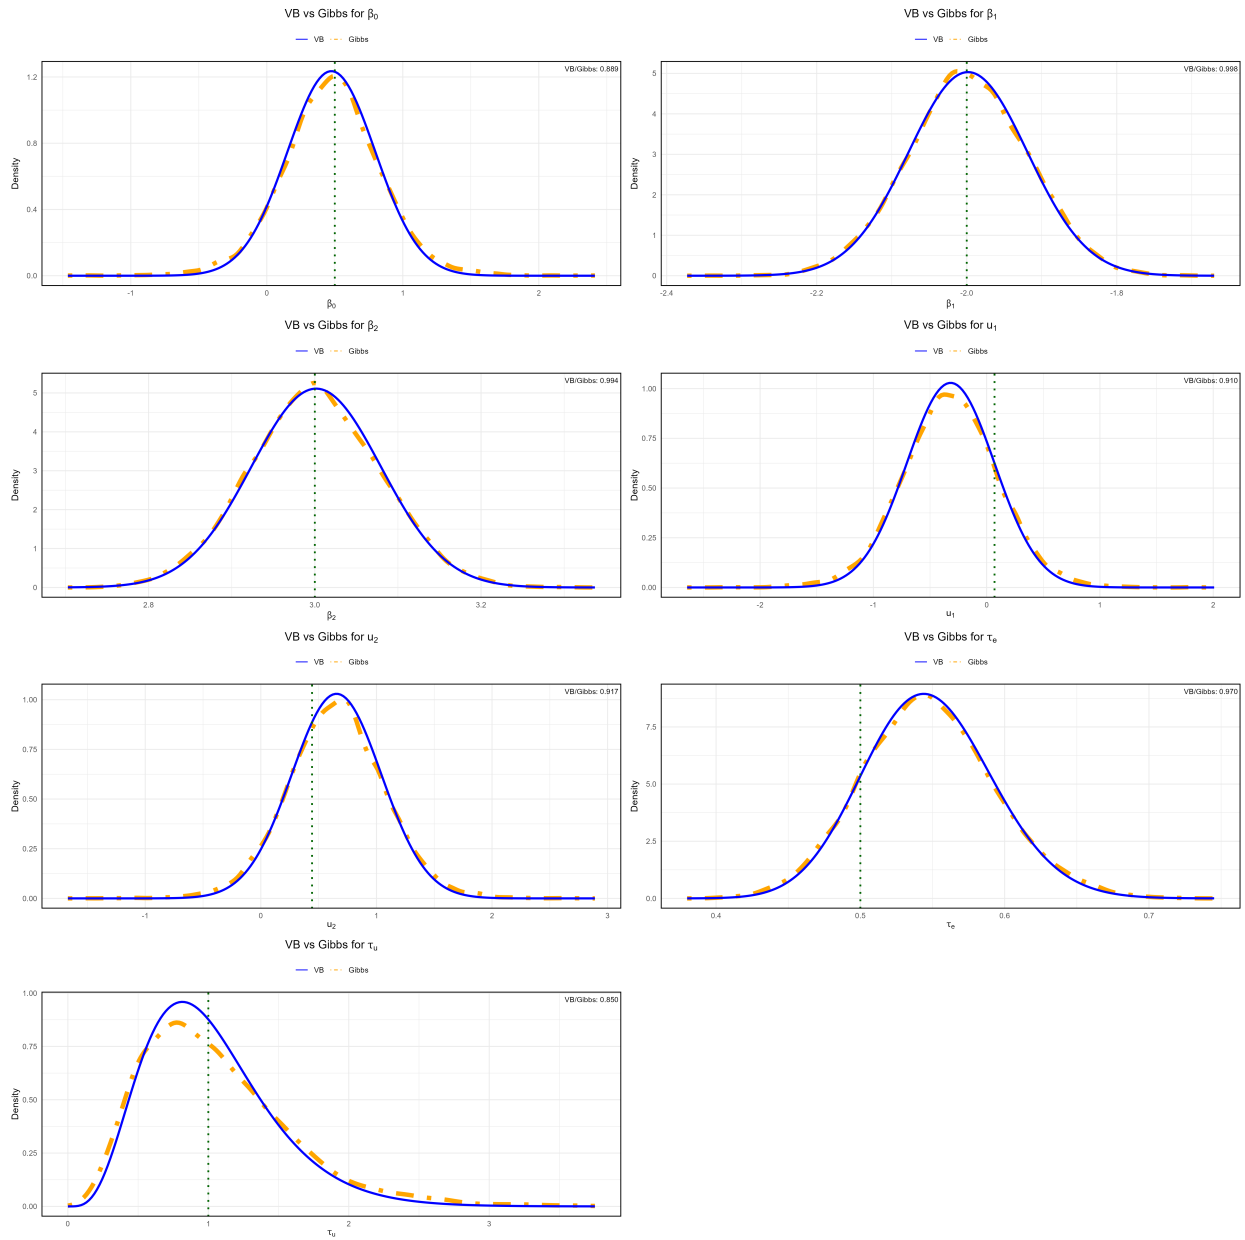 VB vs Gibbs for β₀
VB Gibbs
VB/Gibbs: 0.889
Density
1.2
0.8
0.4
0.0
-1 0 1 2
β₀
VB vs Gibbs for β₁
VB Gibbs
VB/Gibbs: 0.998
Density
5
4
3
2
1
0
-2.4 -2.2 -2.0 -1.8
β₁
VB vs Gibbs for β₂
VB Gibbs
VB/Gibbs: 0.994
Density
5
4
3
2
1
0
2.8 3.0 3.2
β₂
VB vs Gibbs for u₁
VB Gibbs
VB/Gibbs: 0.910
Density
1.00
0.75
0.50
0.25
0.00
-2 -1 0 1 2
u₁
VB vs Gibbs for u₂
VB Gibbs
VB/Gibbs: 0.917
Density
1.00
0.75
0.50
0.25
0.00
-1 0 1 2 3
u₂
VB vs Gibbs for τₑ
VB Gibbs
VB/Gibbs: 0.970
Density
7.5
5.0
2.5
0.0
0.4 0.5 0.6 0.7
τₑ
VB vs Gibbs for τᵤ
VB Gibbs
VB/Gibbs: 0.850
Density
1.00
0.75
0.50
0.25
0.00
0 1 2 3
τᵤ